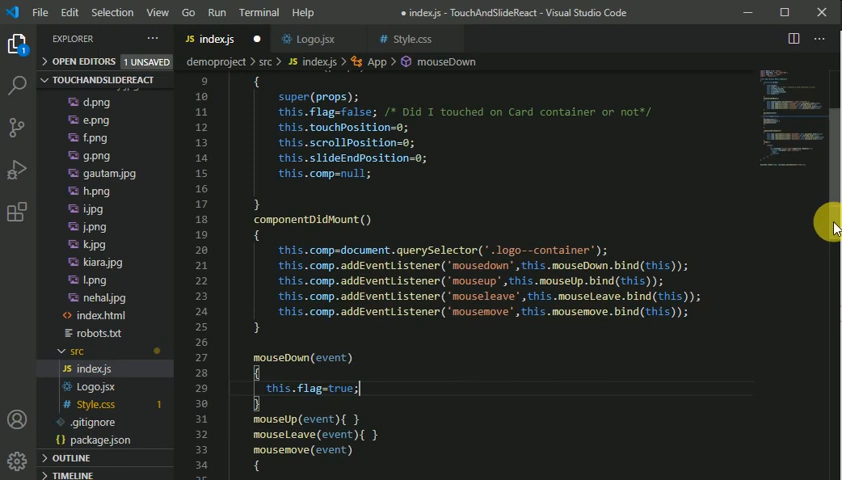 File Edit Selection View Go Run Terminal Help
● index.js - TouchAndSlideReact - Visual Studio Code
EXPLORER ...
JS index.js ●
Logo.jsx
# Style.css
...
1
OPEN EDITORS 1 UNSAVED
demoproject > src > JS index.js > App > mouseDown
TOUCHANDSLIDEREACT
d.png
e.png
f.png
g.png
gautam.jpg
h.png
i.jpg
j.png
k.jpg
kiara.jpg
l.png
nehal.jpg
<> index.html
robots.txt
src
JS index.js
Logo.jsx
# Style.css 1
.gitignore
{} package.json
OUTLINE
TIMELINE
9 {
10 super(props);
11 this.flag=false; /* Did I touched on Card container or not*/
12 this.touchPosition=0;
13 this.scrollPosition=0;
14 this.slideEndPosition=0;
15 this.comp=null;
16
17 }
18 componentDidMount()
19 {
20 this.comp=document.querySelector('.logo--container');
21 this.comp.addEventListener('mousedown',this.mouseDown.bind(this));
22 this.comp.addEventListener('mouseup',this.mouseUp.bind(this));
23 this.comp.addEventListener('mouseleave',this.mouseLeave.bind(this));
24 this.comp.addEventListener('mousemove',this.mousemove.bind(this));
25 }
26
27 mouseDown(event)
28 {
29 this.flag=true;
30 }
31 mouseUp(event){ }
32 mouseLeave(event){ }
33 mousemove(event)
34 {